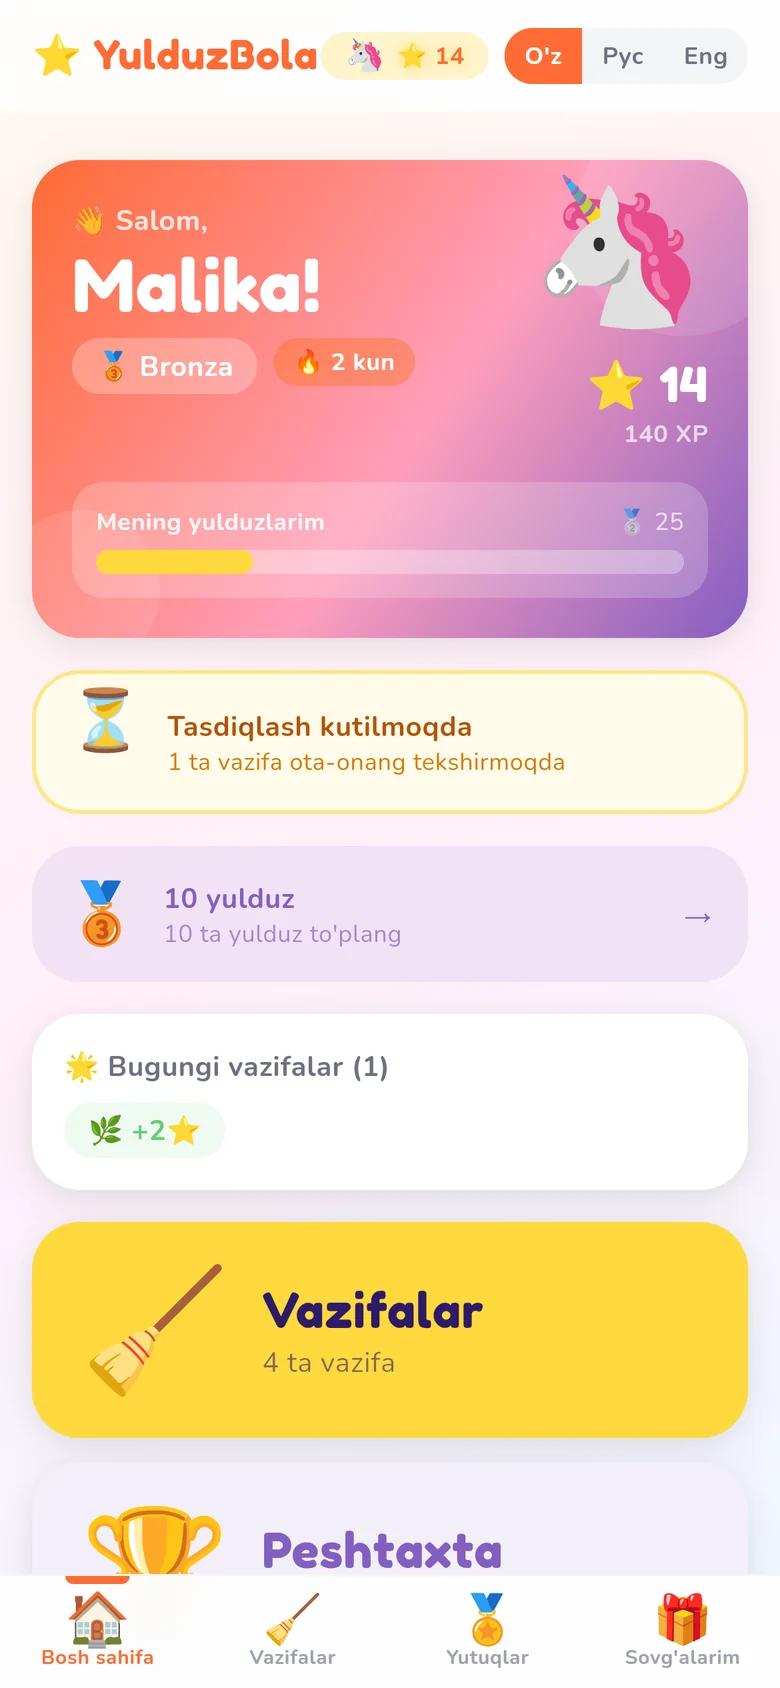 YulduzBola
14
O'z
Рус
Eng
Salom,
Malika!
Bronza
2 kun
14
140 XP
Mening yulduzlarim
25
Tasdiqlash kutilmoqda
1 ta vazifa ota-onang tekshirmoqda
10 yulduz
10 ta yulduz to'plang
→
Bugungi vazifalar (1)
+2
Vazifalar
4 ta vazifa
Peshtaxta
Bosh sahifa
Vazifalar
Yutuqlar
Sovg'alarim